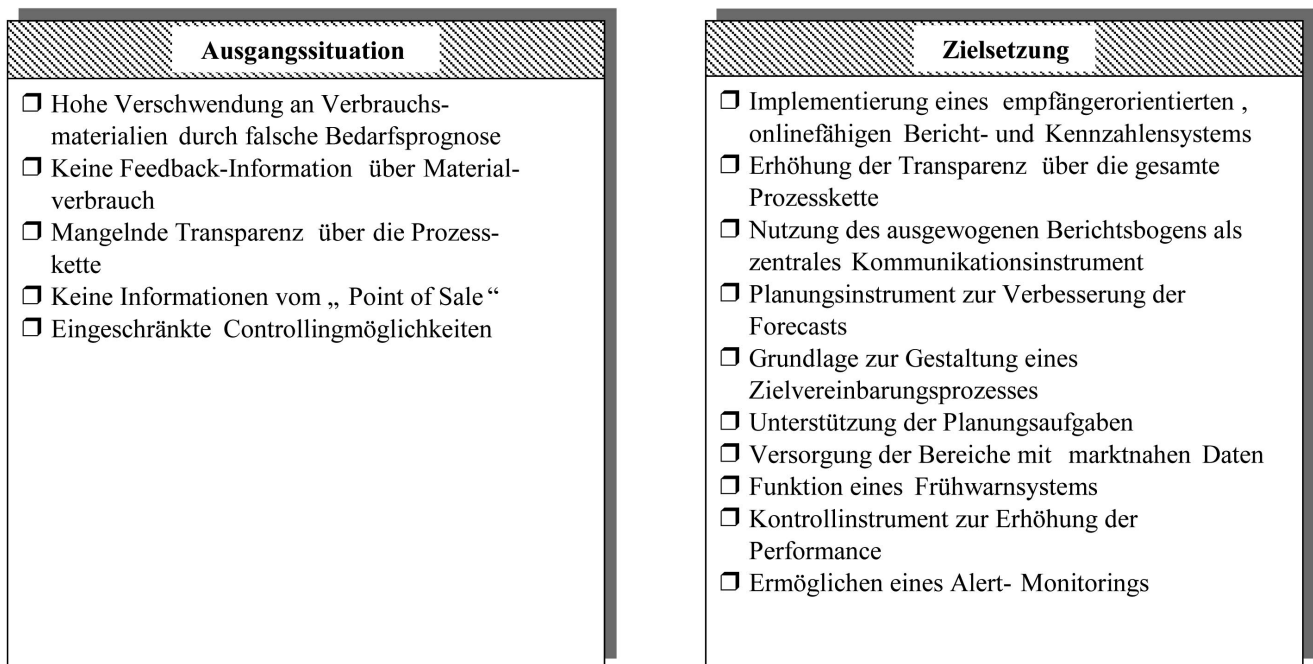 Ausgangssituation
❐ Hohe Verschwendung an Verbrauchs-
materialien durch falsche Bedarfsprognose
❐ Keine Feedback-Information über Material-
verbrauch
❐ Mangelnde Transparenz über die Prozess-
kette
❐ Keine Informationen vom „ Point of Sale“
❐ Eingeschränkte Controllingmöglichkeiten
Zielsetzung
❐ Implementierung eines empfängerorientierten ,
onlinefähigen Bericht- und Kennzahlensystems
❐ Erhöhung der Transparenz über die gesamte
Prozesskette
❐ Nutzung des ausgewogenen Berichtsbogens als
zentrales Kommunikationsinstrument
❐ Planungsinstrument zur Verbesserung der
Forecasts
❐ Grundlage zur Gestaltung eines
Zielvereinbarungsprozesses
❐ Unterstützung der Planungsaufgaben
❐ Versorgung der Bereiche mit marktnahen Daten
❐ Funktion eines Frühwarnsystems
❐ Kontrollinstrument zur Erhöhung der
Performance
❐ Ermöglichen eines Alert- Monitorings